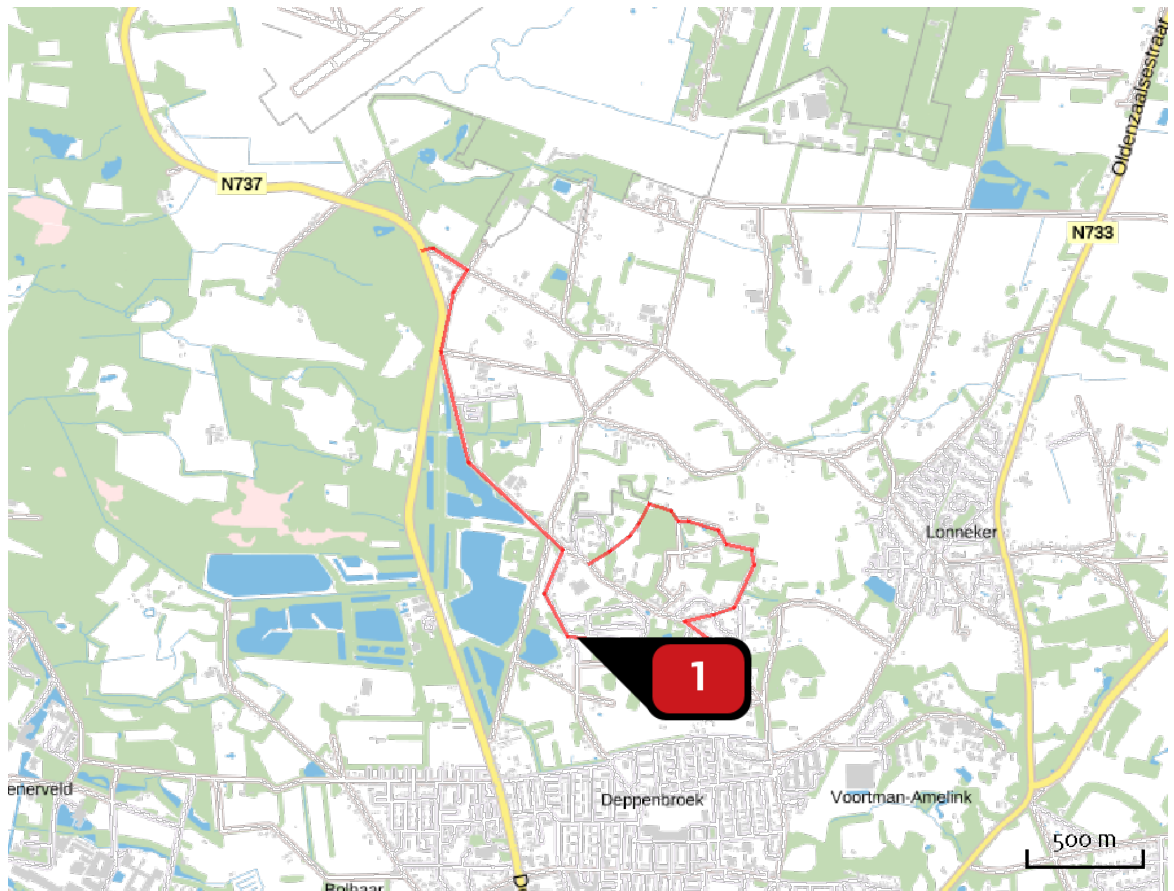 Oldenzaalsestraat
N737
N733
Lonneker
1
500 m
enerveld
Deppenbroek
Voortman-Amelink